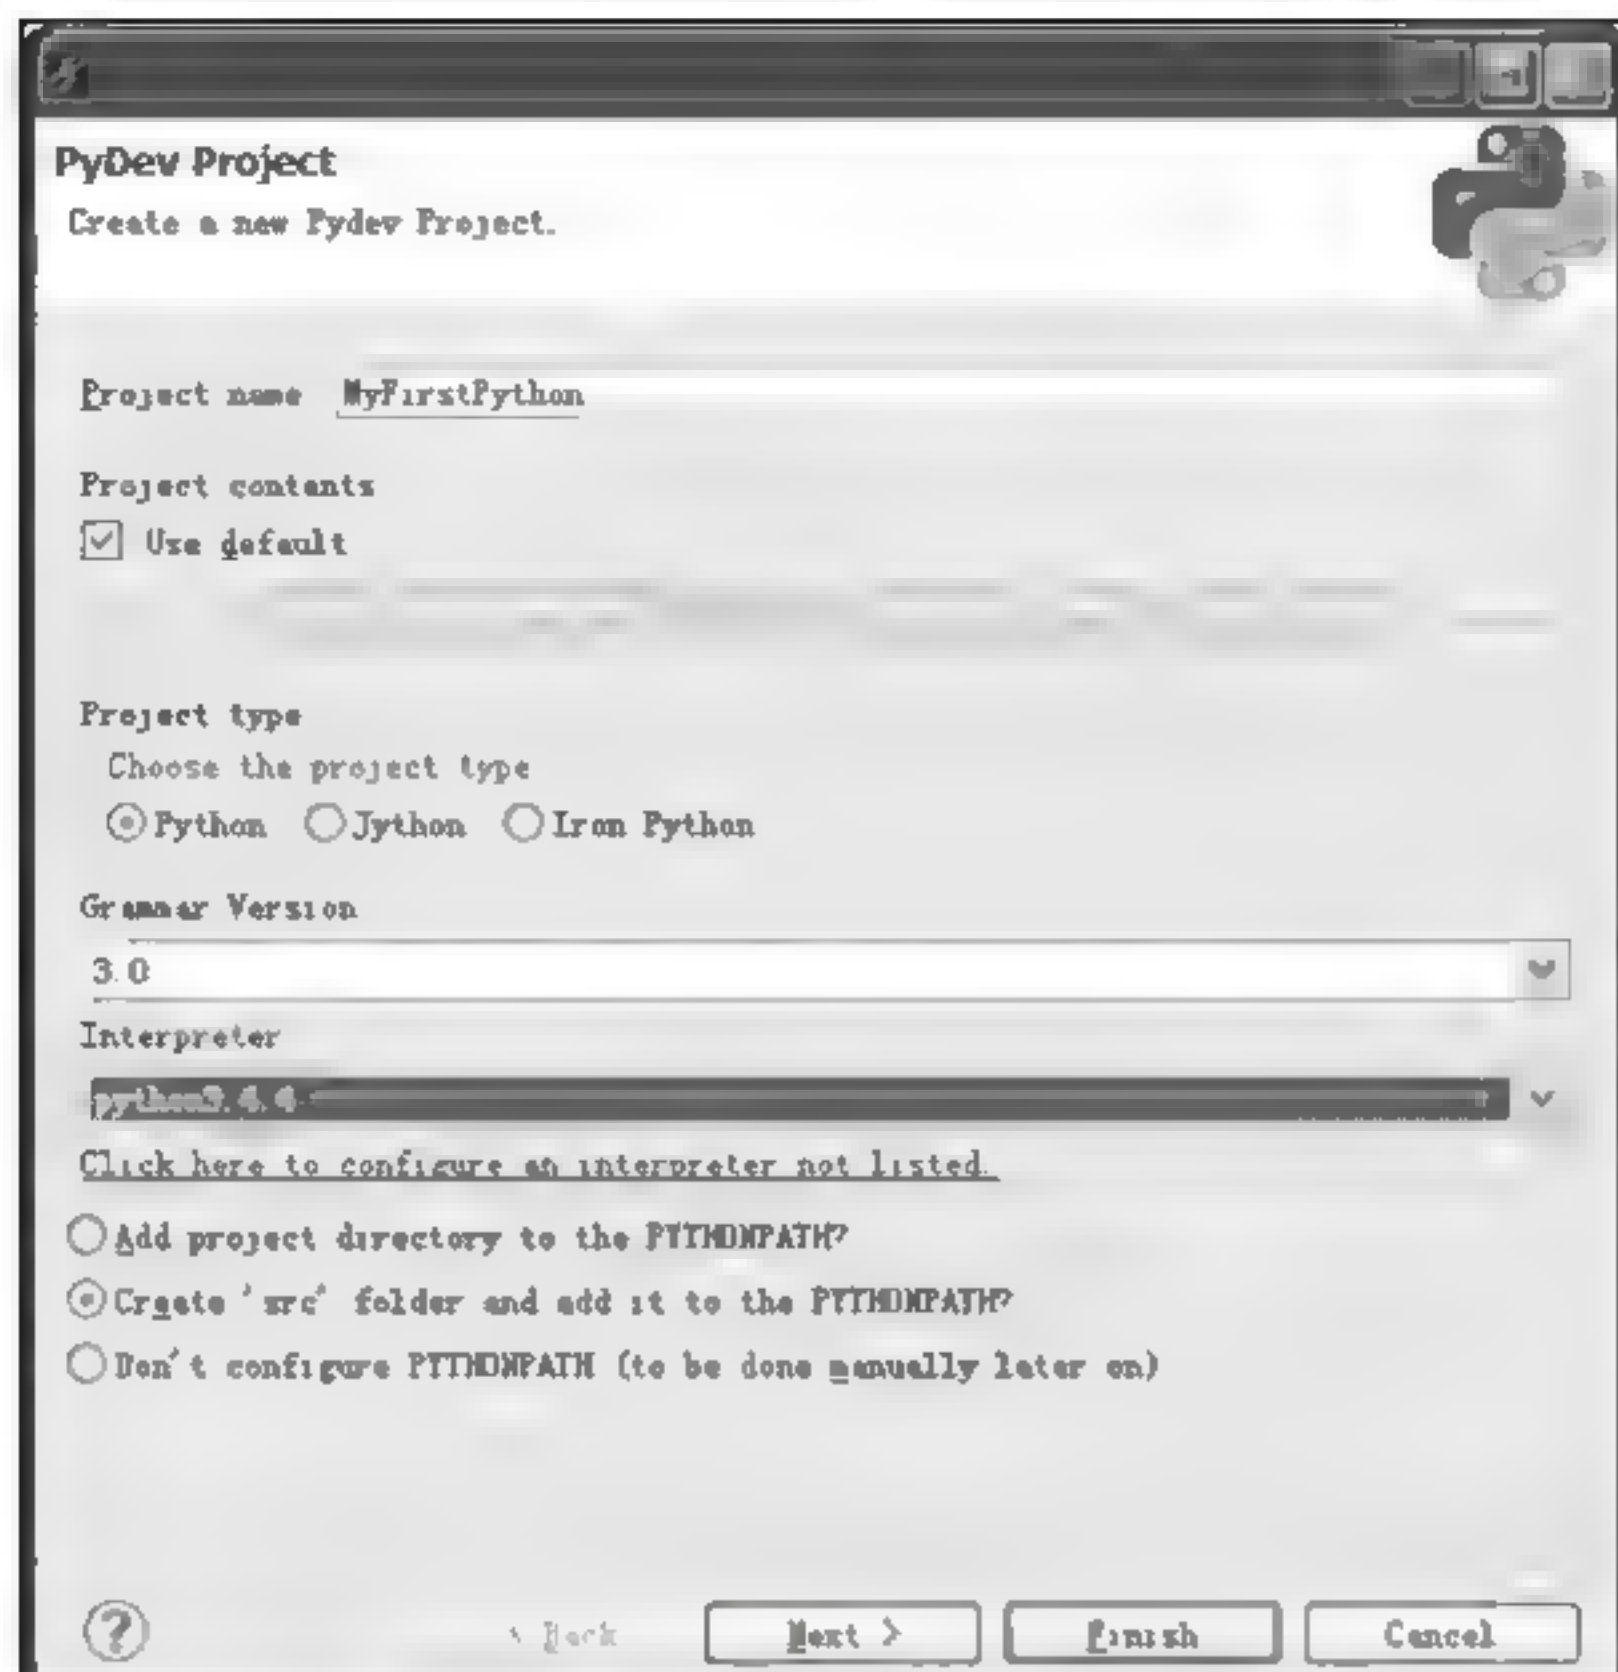 PyDev Project
Create a new Pydev Project.
Project name MyFirstPython
Project contents
Use default
Project type
Choose the project type
Python Jython Iron Python
Grammar Version
3.0
Interpreter
Click here to configure an interpreter not listed.
Add project directory to the PYTHONPATH?
Create 'src' folder and add it to the PYTHONPATH?
Don't configure PYTHONPATH (to be done manually later on)
? < Back Next > Finish Cancel